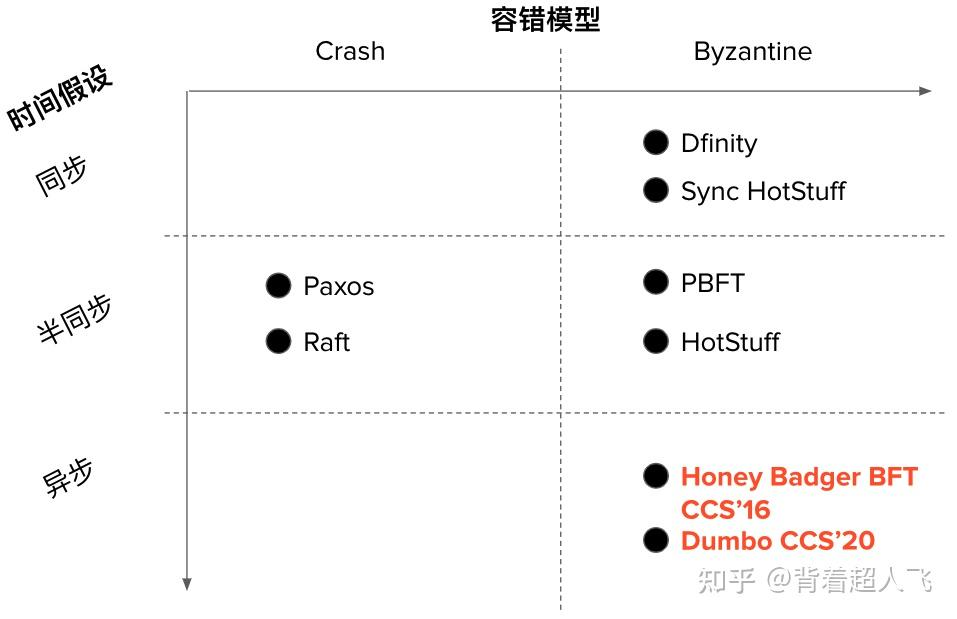 容错模型
Crash
Byzantine
时间假设
同步
Dfinity
Sync HotStuff
半同步
Paxos
PBFT
Raft
HotStuff
异步
Honey Badger BFT
CCS’16
Dumbo CCS’20
知乎 @背着超人飞